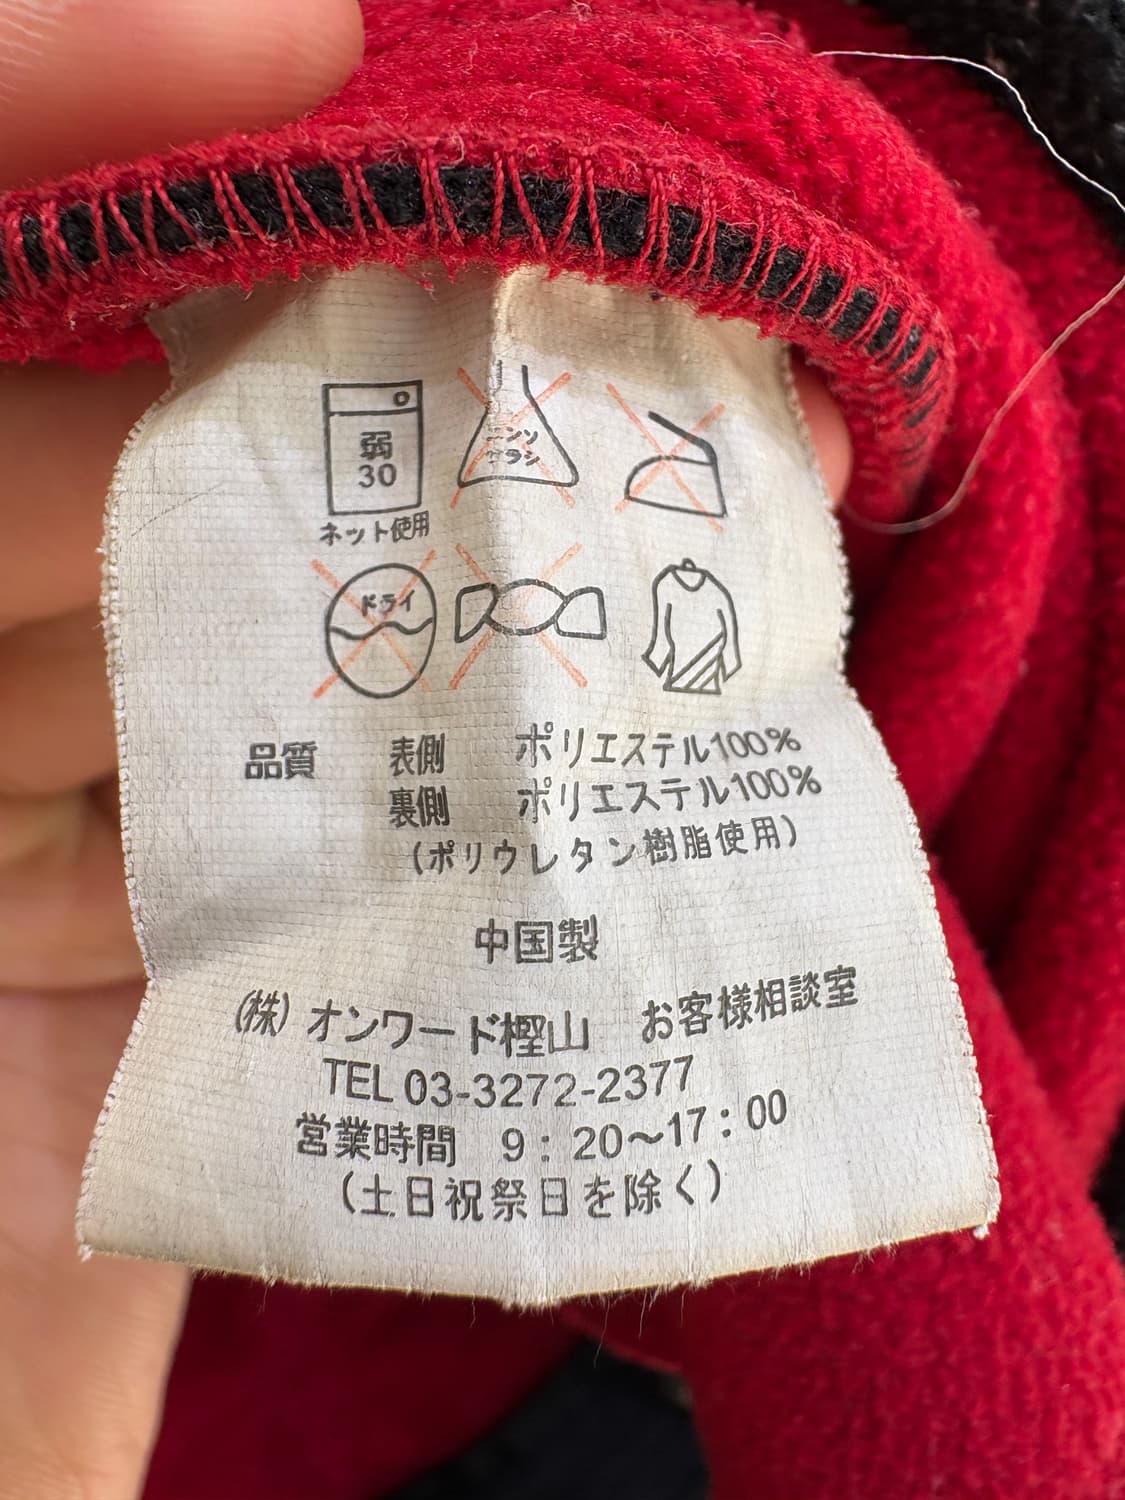 弱
30
ネット使用
エンソ
サラシ
ドライ
品質 表側 ポリエステル100%
裏側 ポリエステル100%
(ポリウレタン樹脂使用)
中国製
(株)オンワード樫山 お客様相談室
TEL 03-3272-2377
営業時間 9:20~17:00
(土日祝祭日を除く)